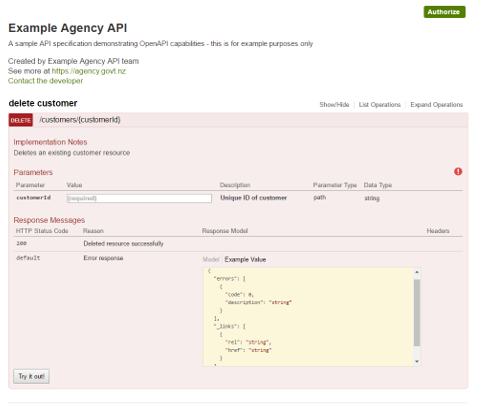 Authorize
Example Agency API
A sample API specification demonstrating OpenAPI capabilities - this is for example purposes only
Created by Example Agency API team
See more at https://agency.govt.nz
Contact the developer
delete customer
Show/Hide | List Operations | Expand Operations
DELETE /customers/{customerId}
Implementation Notes
Deletes an existing customer resource
Parameters
Parameter Value Description Parameter Type Data Type
customerId (required) Unique ID of customer path string
Response Messages
HTTP Status Code Reason Response Model Headers
200 Deleted resource successfully
default Error response Model Example Value
{
"errors": [
{
"code": 0,
"description": "string"
}
],
"_links": [
{
"rel": "string",
"href": "string"
}
]
Try it out!